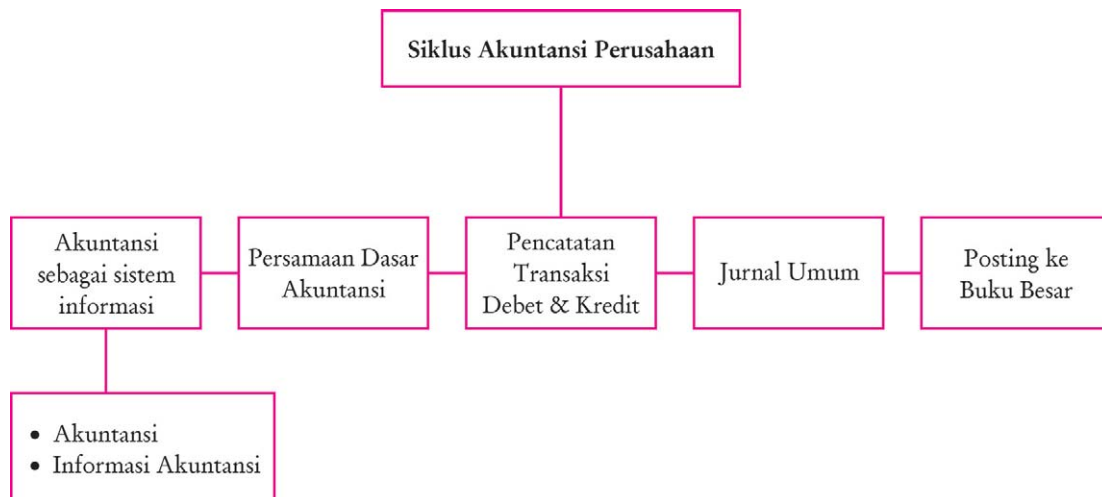 Siklus Akuntansi Perusahaan
Akuntansi
sebagai sistem
informasi
Persamaan Dasar
Akuntansi
Pencatatan
Transaksi
Debet & Kredit
Jurnal Umum
Posting ke
Buku Besar
• Akuntansi
• Informasi Akuntansi